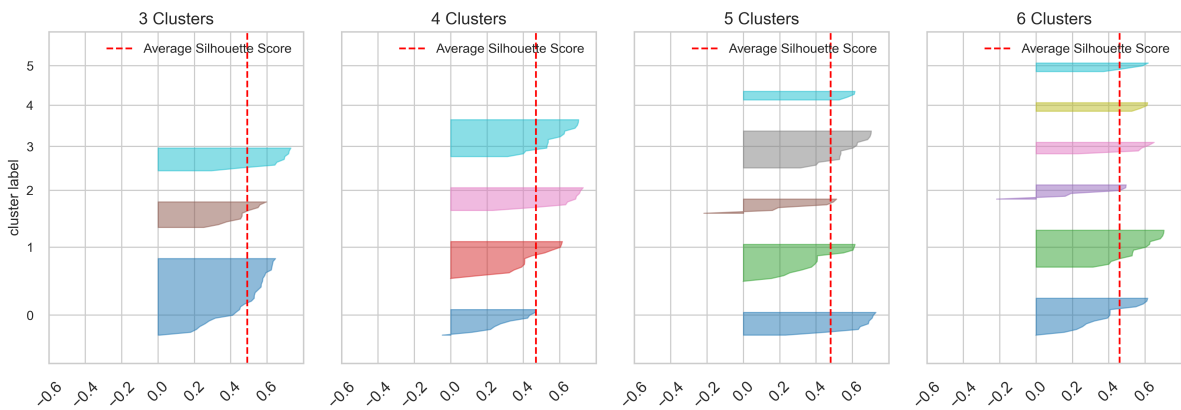 3 Clusters
4 Clusters
5 Clusters
6 Clusters
Average Silhouette Score
Average Silhouette Score
Average Silhouette Score
Average Silhouette Score
cluster label
5
4
3
2
1
0
−0.6 −0.4 −0.2 0.0 0.2 0.4 0.6
−0.6 −0.4 −0.2 0.0 0.2 0.4 0.6
−0.6 −0.4 −0.2 0.0 0.2 0.4 0.6
−0.6 −0.4 −0.2 0.0 0.2 0.4 0.6